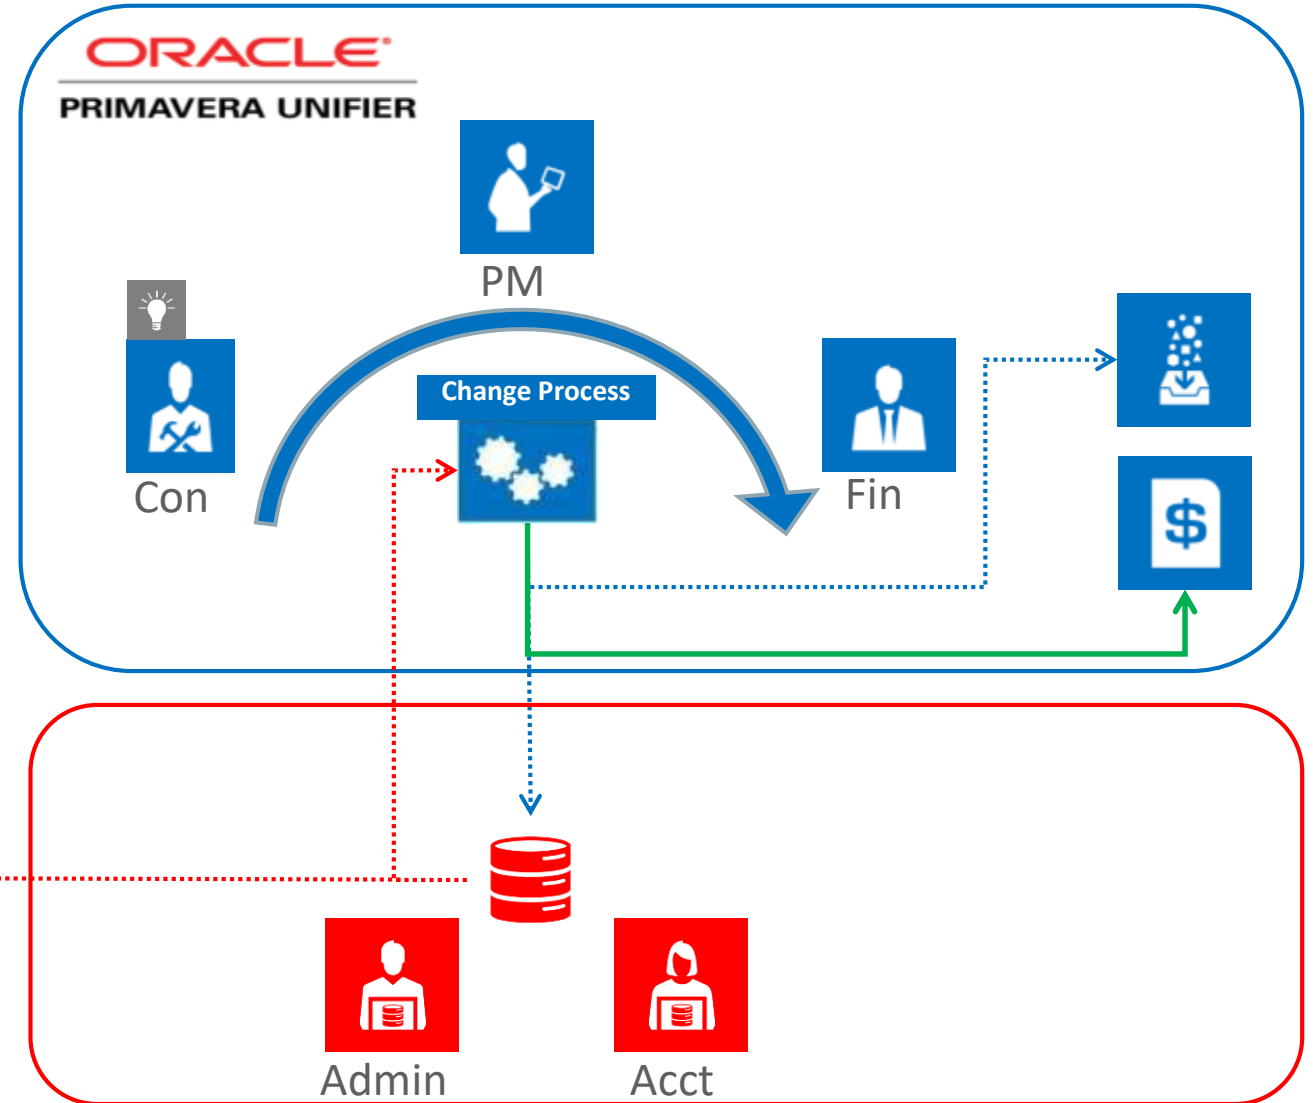 ORACLE®
PRIMAVERA UNIFIER
PM
Change Process
Con
Fin
$
Admin
Acct